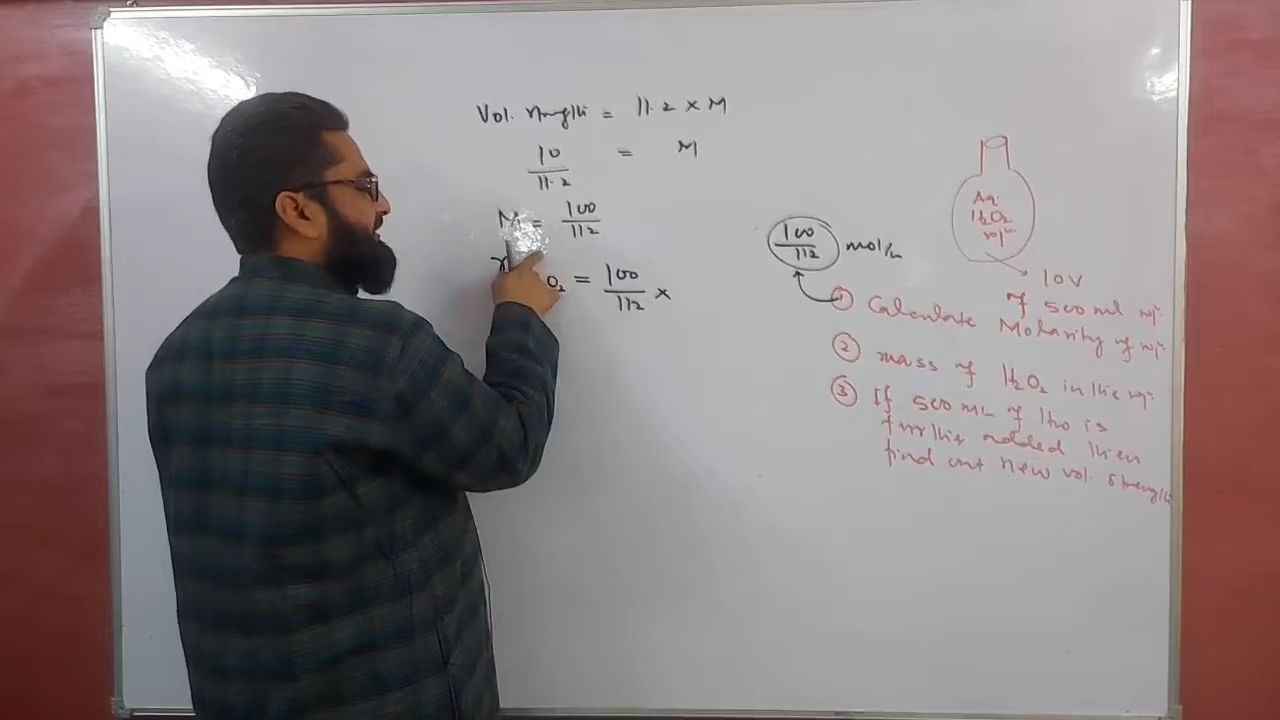 Vol. strength = 11.2 × M
10/11.2 = M
M = 100/112
O₂ = 100/112 ×
Aq.
H₂O₂
solⁿ.
10V
of 500 ml solⁿ.
100/112 mol/L
① Calculate Molarity of solⁿ.
② mass of H₂O₂ in the solⁿ.
③ If 500 mL of H₂O is
further added then
find out new vol. strength